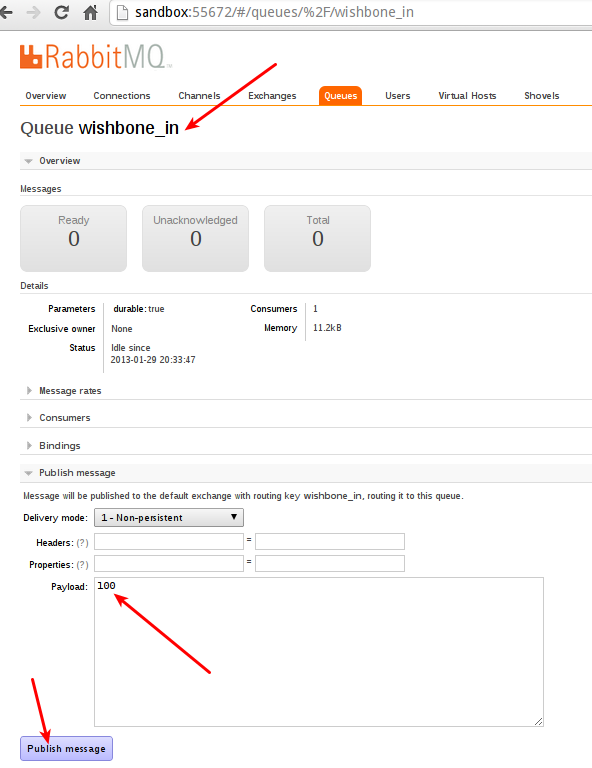 sandbox:55672/#/queues/%2F/wishbone_in
RabbitMQ™
Overview Connections Channels Exchanges Queues Users Virtual Hosts Shovels
Queue wishbone_in
Overview
Messages
Ready Unacknowledged Total
0 0 0
Details
Parameters durable: true Consumers 1
Exclusive owner None Memory 11.2kB
Status Idle since
2013-01-29 20:33:47
Message rates
Consumers
Bindings
Publish message
Message will be published to the default exchange with routing key wishbone_in, routing it to this queue.
Delivery mode: 1 - Non-persistent
Headers: (?) =
Properties: (?) =
Payload: 100
Publish message